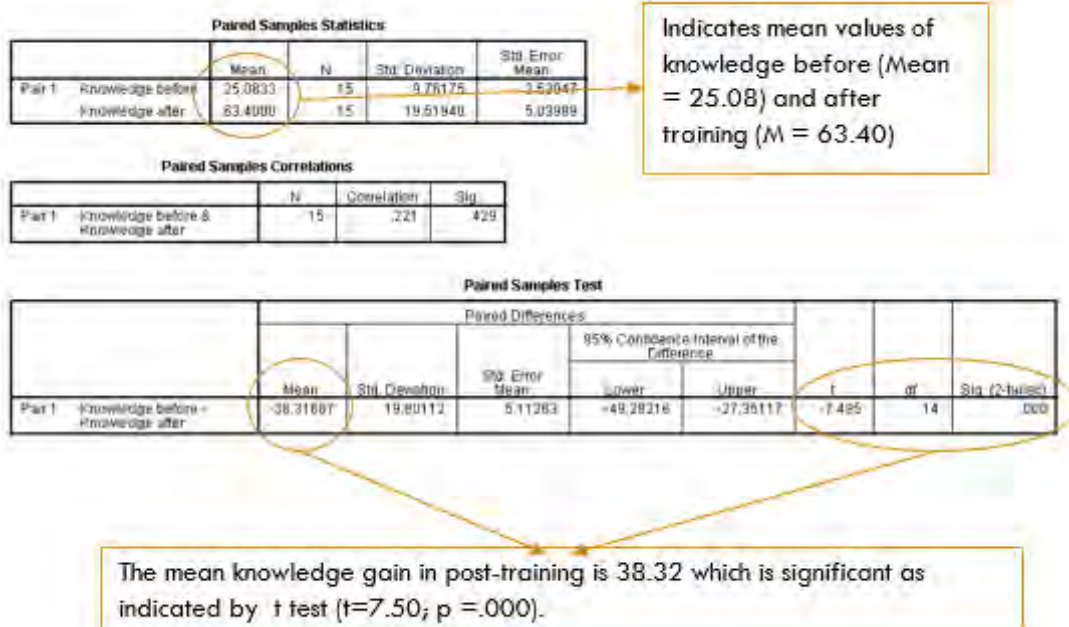 Paired Samples Statistics
Mean N Std. Deviation Std. Error Mean
Pair 1 Knowledge before 25.0833 15 9.76175
Knowledge after 63.4000 15 19.51940 5.03989
Indicates mean values of
knowledge before (Mean
= 25.08) and after
training (M = 63.40)
Paired Samples Correlations
N Correlation Sig.
Pair 1 Knowledge before & Knowledge after 15 .221 .429
Paired Samples Test
Paired Differences
95% Confidence Interval of the Difference
Mean Std. Deviation Std. Error Mean Lower Upper t df Sig. (2-tailed)
Pair 1 Knowledge before - Knowledge after -38.31667 19.80112 5.11263 -49.28216 -27.35117 -7.495 14 .000
The mean knowledge gain in post-training is 38.32 which is significant as
indicated by t test (t=7.50; p =.000).